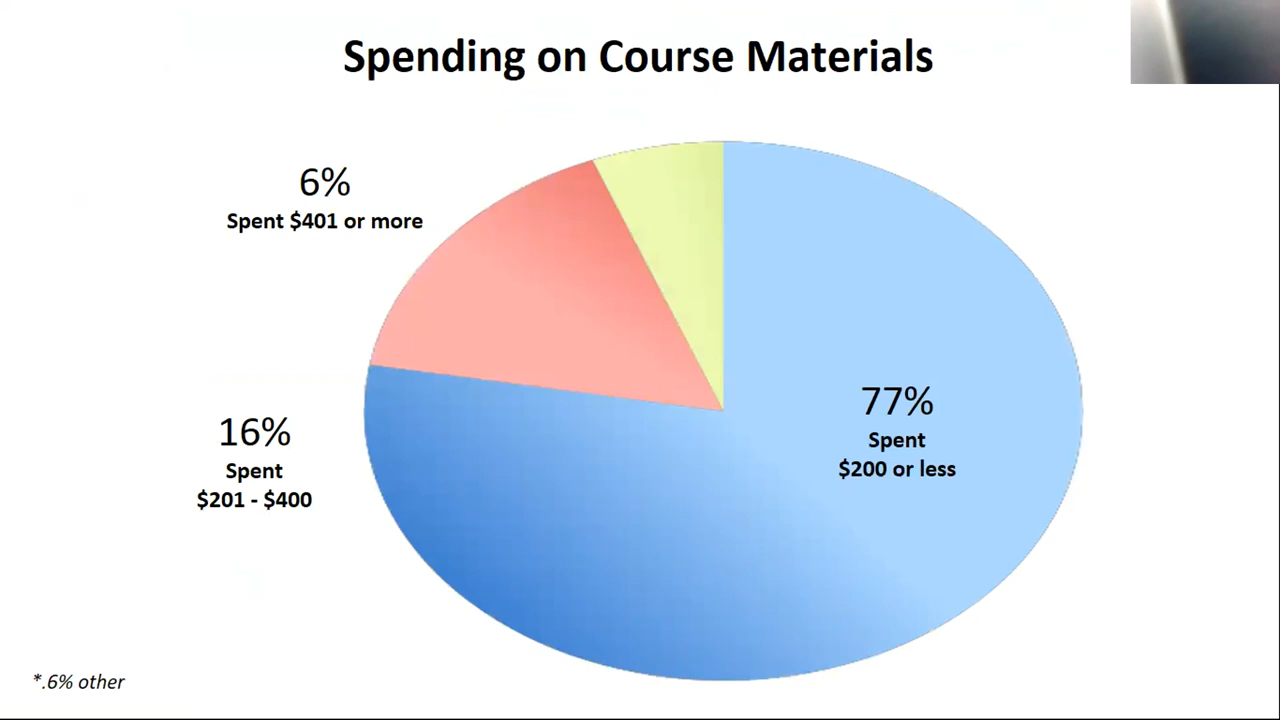 Spending on Course Materials
6%
Spent $401 or more
77%
Spent
$200 or less
16%
Spent
$201 - $400
*.6% other